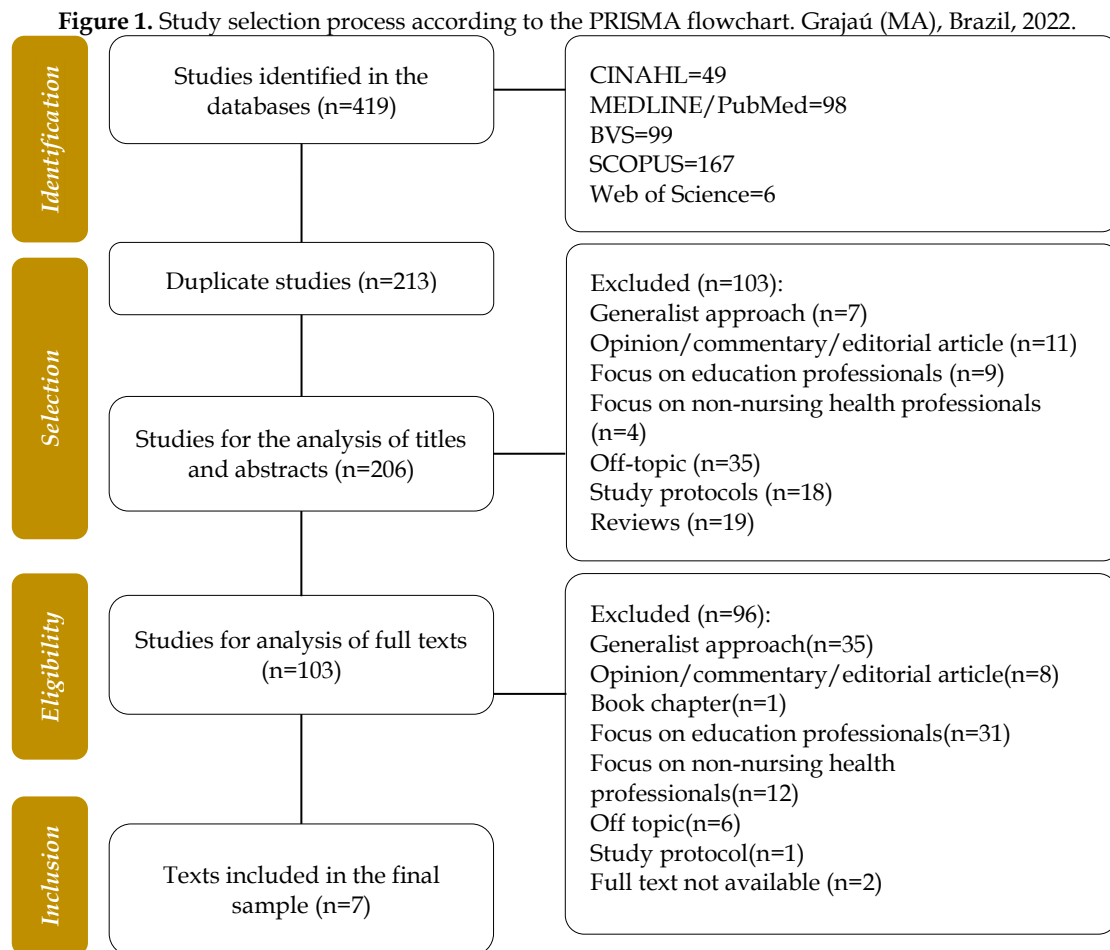 Figure 1. Study selection process according to the PRISMA flowchart. Grajaú (MA), Brazil, 2022.
Identification
Studies identified in the
databases (n=419)
CINAHL=49
MEDLINE/PubMed=98
BVS=99
SCOPUS=167
Web of Science=6
Selection
Duplicate studies (n=213)
Studies for the analysis of titles
and abstracts (n=206)
Excluded (n=103):
Generalist approach (n=7)
Opinion/commentary/editorial article (n=11)
Focus on education professionals (n=9)
Focus on non-nursing health professionals
(n=4)
Off-topic (n=35)
Study protocols (n=18)
Reviews (n=19)
Eligibility
Studies for analysis of full texts
(n=103)
Excluded (n=96):
Generalist approach(n=35)
Opinion/commentary/editorial article(n=8)
Book chapter(n=1)
Focus on education professionals(n=31)
Focus on non-nursing health
professionals(n=12)
Off topic(n=6)
Study protocol(n=1)
Full text not available (n=2)
Inclusion
Texts included in the final
sample (n=7)